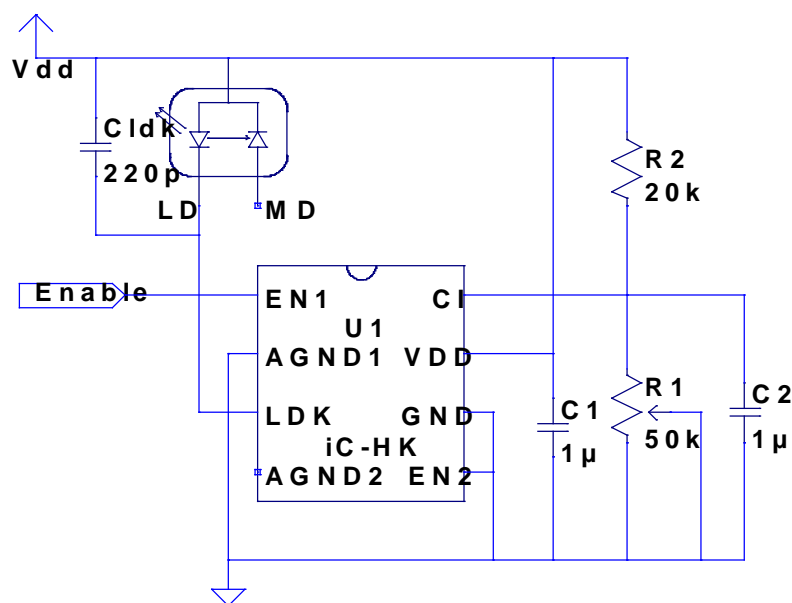 Vdd
Cldk
220p
LD
MD
R2
20k
Enable
EN1
CI
U1
AGND1
VDD
LDK
GND
iC-HK
AGND2
EN2
C1
1µ
R1
50k
C2
1µ